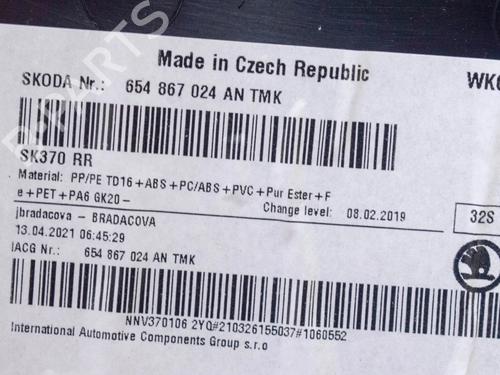 Made in Czech Republic
SKODA Nr.: 654 867 024 AN TMK
SK370 RR
Material: PP/PE TD16+ABS+PC/ABS+PVC+Pur Ester+F
e+PET+PA6 GK20-
Change level: 08.02.2019
32S
jbradacova - BRADACOVA
13.04.2021 06:45:29
IACG Nr.: 654 867 024 AN TMK
NNV370106 2YQ#210326155037#1060552
International Automotive Components Group s.r.o